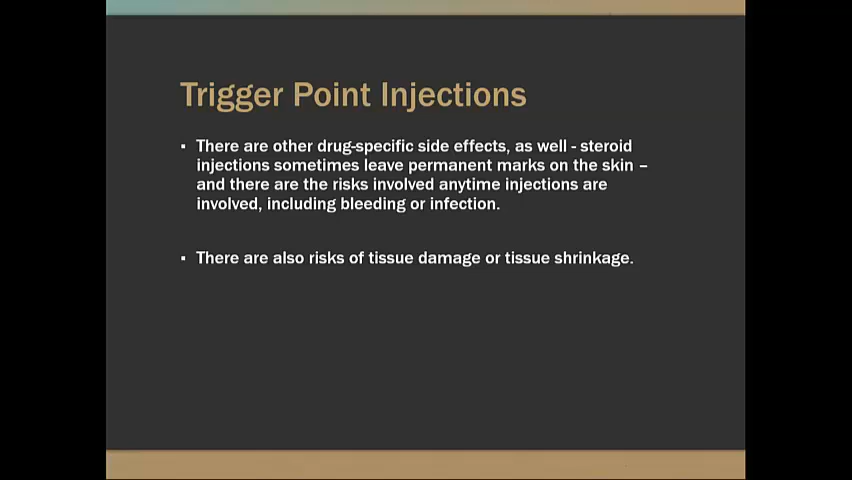 Trigger Point Injections
▪ There are other drug-specific side effects, as well - steroid
injections sometimes leave permanent marks on the skin –
and there are the risks involved anytime injections are
involved, including bleeding or infection.
▪ There are also risks of tissue damage or tissue shrinkage.